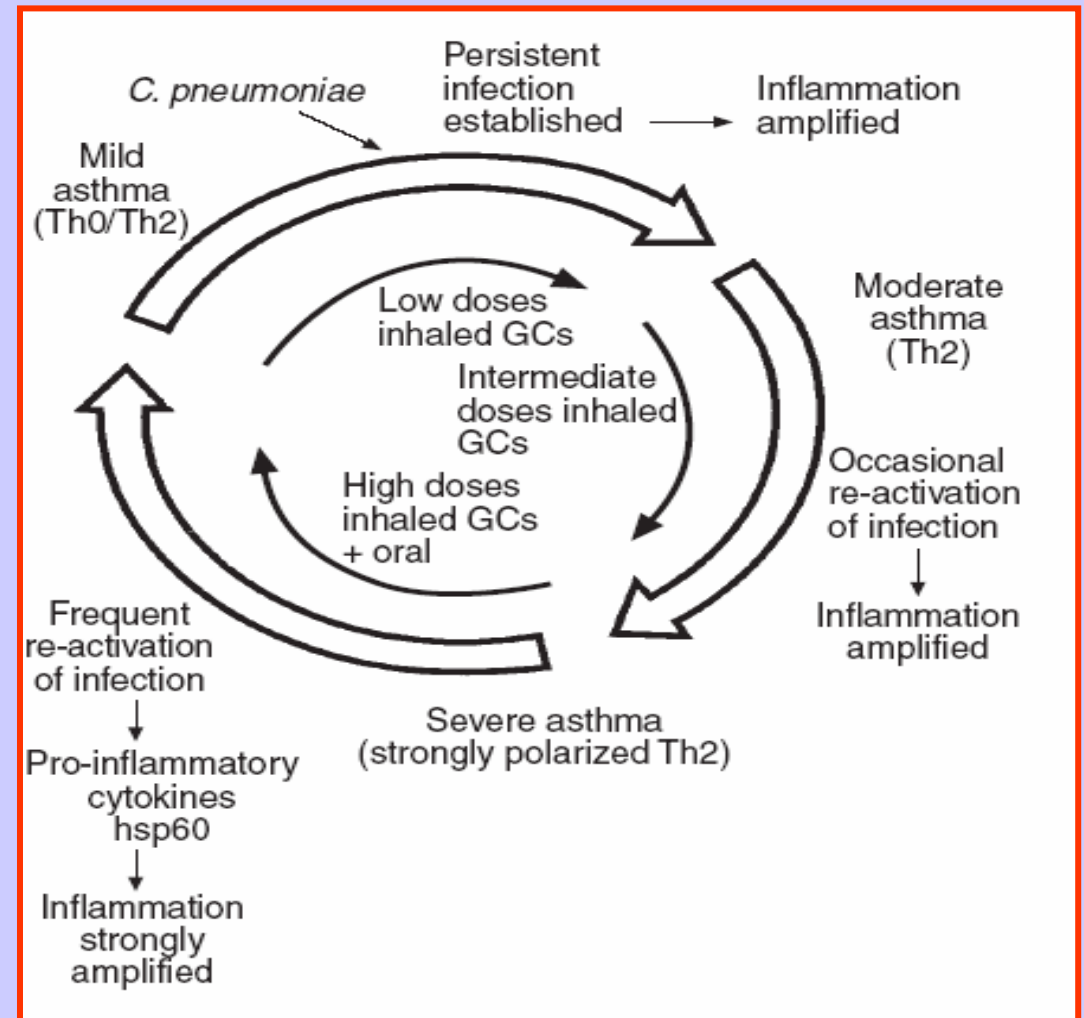 C. pneumoniae
Persistent
infection
established
Inflammation
amplified
Mild
asthma
(Th0/Th2)
Low doses
inhaled GCs
Moderate
asthma
(Th2)
Intermediate
doses inhaled
GCs
Occasional
re-activation
of infection
Inflammation
amplified
High doses
inhaled GCs
+ oral
Severe asthma
(strongly polarized Th2)
Frequent
re-activation
of infection
Pro-inflammatory
cytokines
hsp60
Inflammation
strongly
amplified